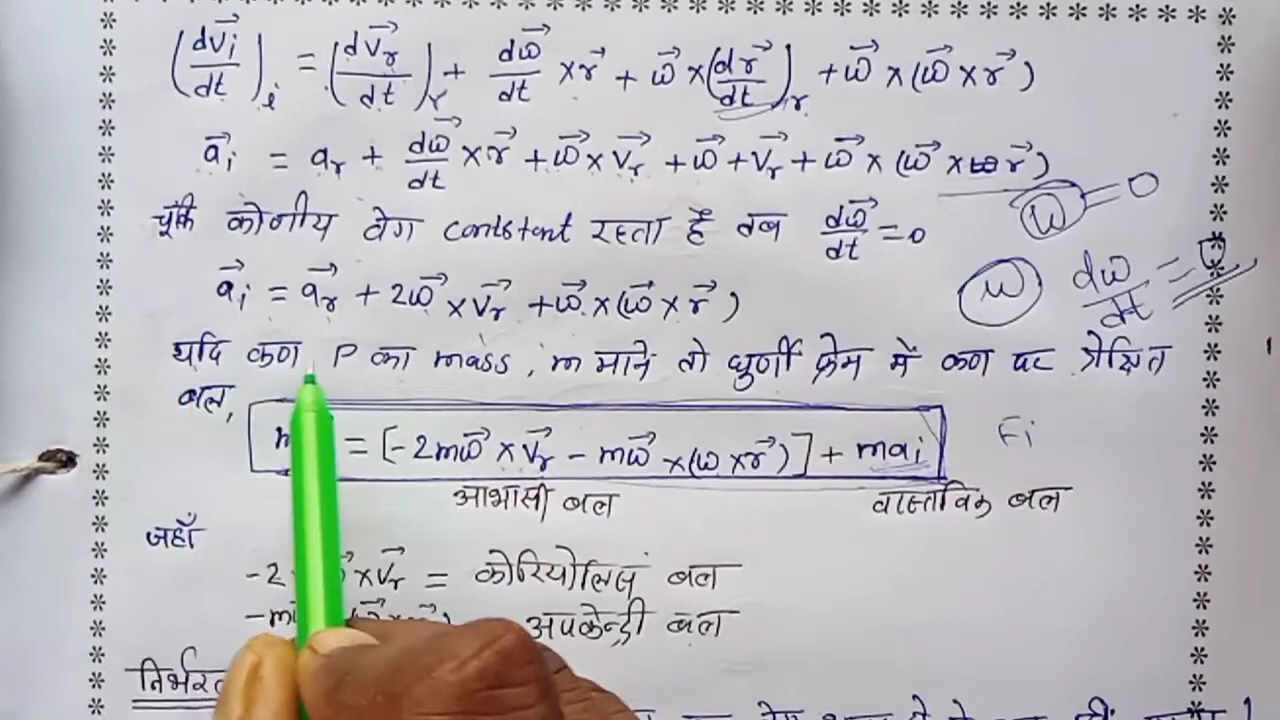 (dv⃗i/dt)i = (dv⃗r/dt)r + dω⃗/dt × r⃗ + ω⃗ × (dr⃗/dt)r + ω⃗ × (ω⃗ × r⃗)
a⃗i = ar + dω⃗/dt × r⃗ + ω⃗ × v⃗r + ω⃗ + v⃗r + ω⃗ × (ω⃗ × r⃗)
ω = 0
चूंकि कोणीय वेग constant रहता है तब dω⃗/dt = 0
ω dω/dt = 0
a⃗i = a⃗r + 2ω⃗ × v⃗r + ω⃗ × (ω⃗ × r⃗)
यदि कण P का mass, m माने तो घुर्णी फ्रेम में कण पर प्रेक्षित
बल,
= [-2mω⃗ × v⃗r - mω⃗ × (ω × r⃗)] + mai Fi
आभासी बल वास्तविक बल
जहाँ
-2 × v⃗r = कोरियोलिस बल
अपकेन्द्री बल